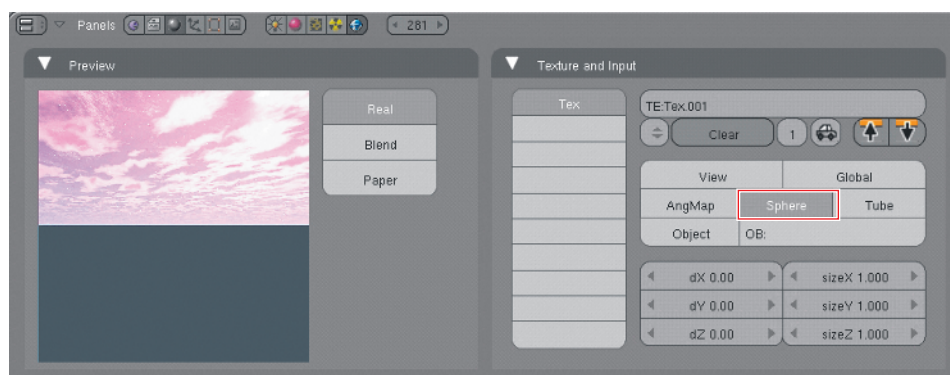 Panels 281
Preview
Real
Blend
Paper
Texture and Input
Tex
TE:Tex.001
Clear 1
View Global
AngMap Sphere Tube
Object OB:
dX 0.00 sizeX 1.000
dY 0.00 sizeY 1.000
dZ 0.00 sizeZ 1.000